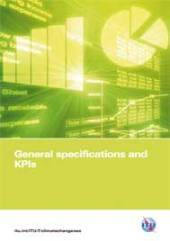 General specifications and
KPIs